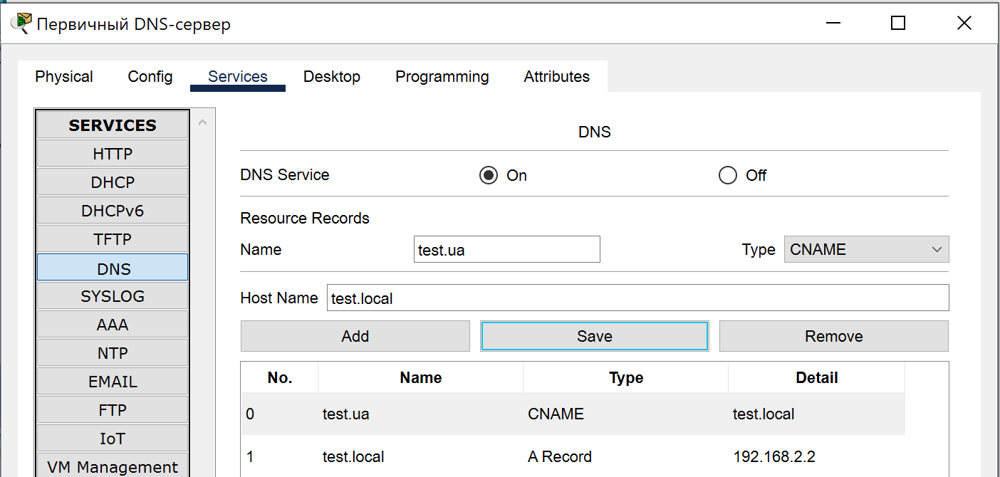 Первичный DNS-сервер
Physical Config Services Desktop Programming Attributes
SERVICES
HTTP
DHCP
DHCPv6
TFTP
DNS
SYSLOG
AAA
NTP
EMAIL
FTP
IoT
VM Management
DNS
DNS Service On Off
Resource Records
Name test.ua Type CNAME
Host Name test.local
Add Save Remove
No. Name Type Detail
0 test.ua CNAME test.local
1 test.local A Record 192.168.2.2